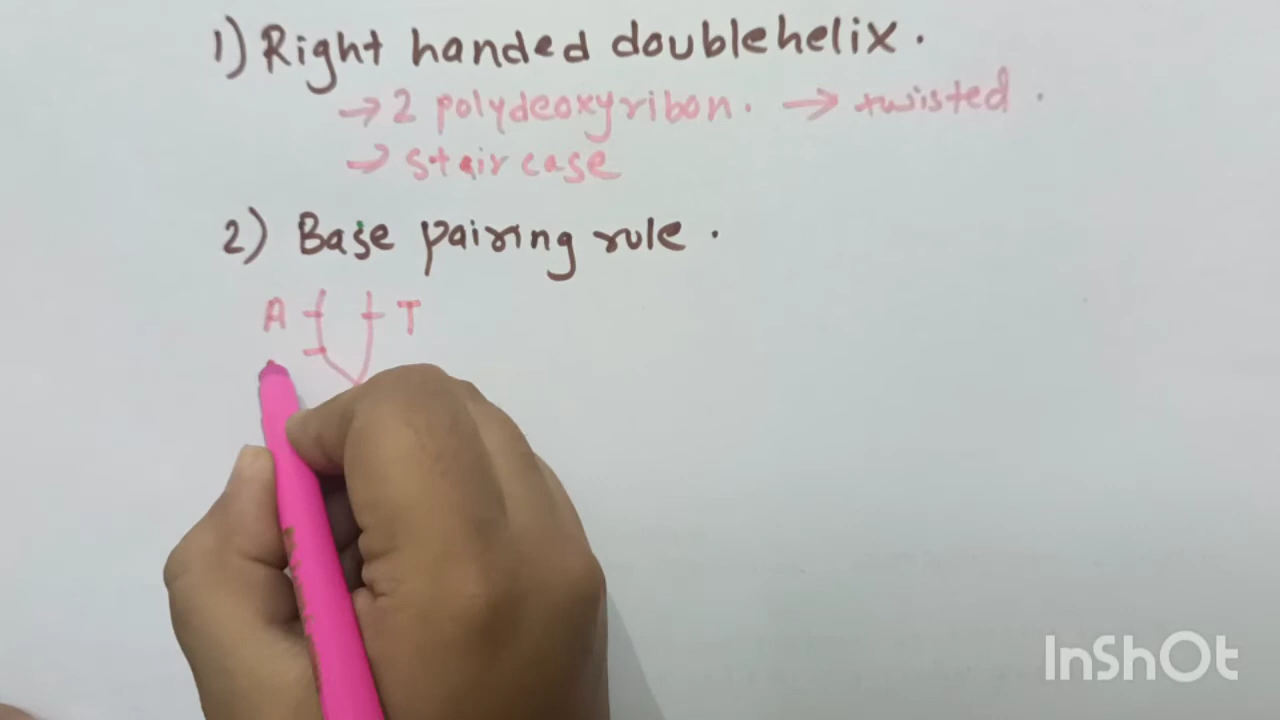 1) Right handed doublehelix.
→ 2 polydeoxyribon. → twisted.
→ staircase
2) Base pairing rule.
A T
InShOt